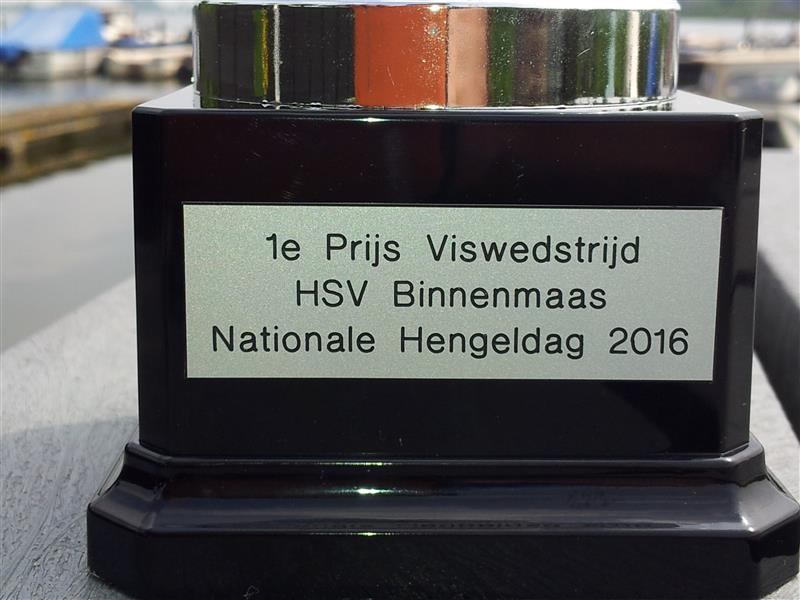 1e Prijs Viswedstrijd
HSV Binnenmaas
Nationale Hengeldag 2016